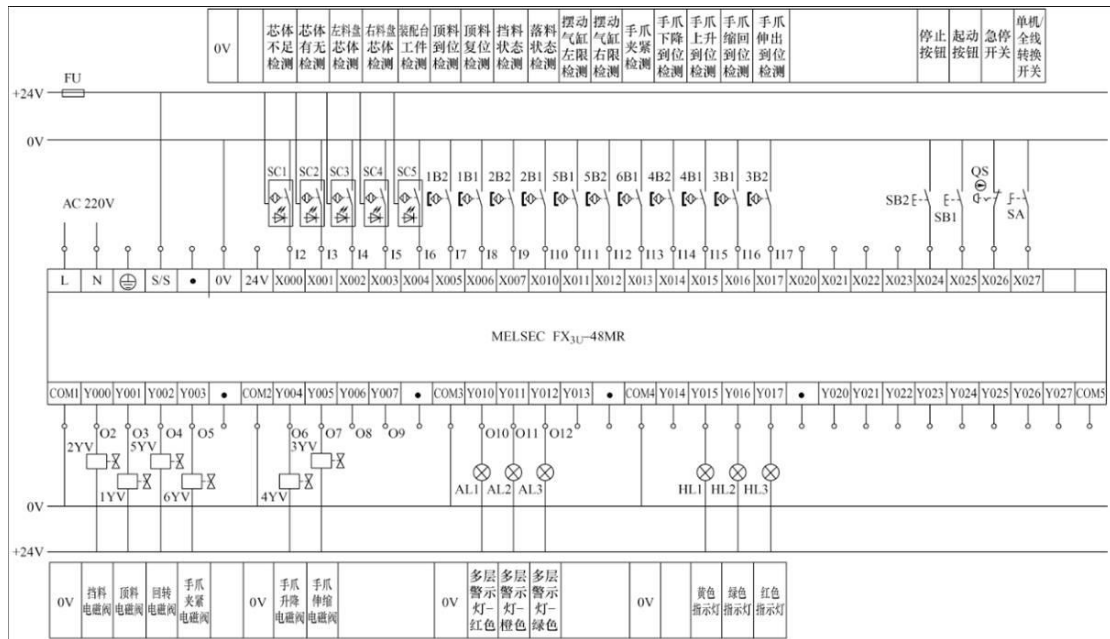 0V
芯体
不足
检测
芯体
有无
检测
左料盘
芯体
检测
右料盘
芯体
检测
装配台
工件
检测
顶料
到位
检测
顶料
复位
检测
挡料
状态
检测
落料
状态
检测
摆动
气缸
左限
检测
摆动
气缸
右限
检测
手爪
夹紧
检测
手爪
下降
到位
检测
手爪
上升
到位
检测
手爪
缩回
到位
检测
手爪
伸出
到位
检测
停止
按钮
起动
按钮
急停
开关
单机/
全线
转换
开关
FU
+24V
0V
SC1 SC2 SC3 SC4 SC5 1B2 1B1 2B2 2B1 5B1 5B2 6B1 4B2 4B1 3B1 3B2 QS
AC 220V SB2 SB1 SA
I2 I3 I4 I5 I6 I7 I8 I9 I10 I11 I12 I13 I14 I15 I16 I17
L N S/S • 0V 24V X000 X001 X002 X003 X004 X005 X006 X007 X010 X011 X012 X013 X014 X015 X016 X017 X020 X021 X022 X023 X024 X025 X026 X027
MELSEC FX3U-48MR
COM1 Y000 Y001 Y002 Y003 • COM2 Y004 Y005 Y006 Y007 • COM3 Y010 Y011 Y012 Y013 • COM4 Y014 Y015 Y016 Y017 • Y020 Y021 Y022 Y023 Y024 Y025 Y026 Y027 COM5
O2 O3 O4 O5 O6 O7 O8 O9 O10 O11 O12
2YV 5YV 3YV
1YV 6YV 4YV AL1 AL2 AL3 HL1 HL2 HL3
0V
+24V
0V
挡料
电磁阀
顶料
电磁阀
回转
电磁阀
手爪
夹紧
电磁阀
0V
手爪
升降
电磁阀
手爪
伸缩
电磁阀
0V
多层
警示
灯-
红色
多层
警示
灯-
橙色
多层
警示
灯-
绿色
0V
黄色
指示灯
绿色
指示灯
红色
指示灯